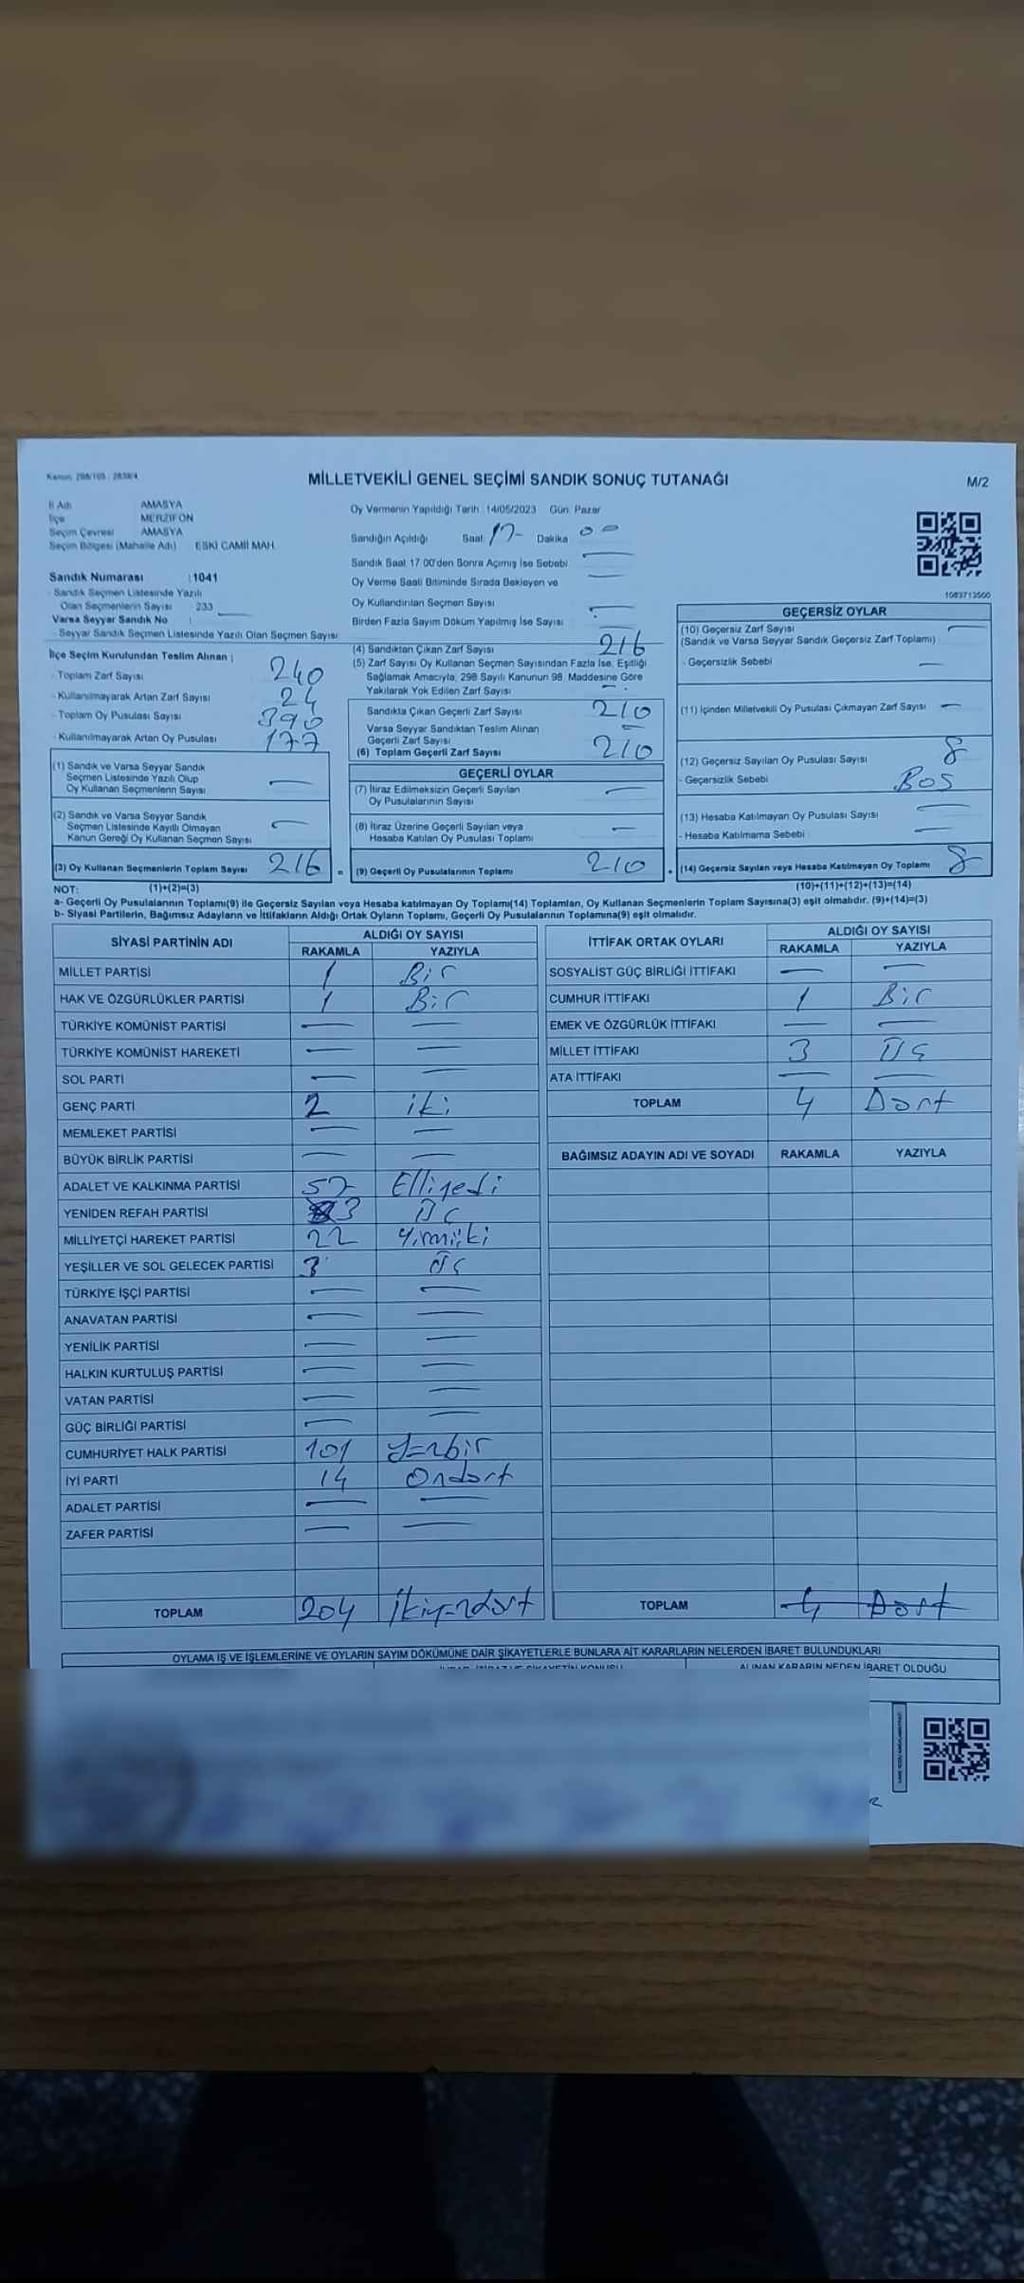 Kanun: 298/105 - 2839/4
MİLLETVEKİLİ GENEL SEÇİMİ SANDIK SONUÇ TUTANAĞI
M/2
İl Adı AMASYA
İlçe MERZİFON
Seçim Çevresi AMASYA
Seçim Bölgesi (Mahalle Adı) ESKİ CAMİİ MAH.
Sandık Numarası : 1041
- Sandık Seçmen Listesinde Yazılı
Olan Seçmenlerin Sayısı 233
Varsa Seyyar Sandık No :
- Seyyar Sandık Seçmen Listesinde Yazılı Olan Seçmen Sayısı
İlçe Seçim Kurulundan Teslim Alınan ;
- Toplam Zarf Sayısı 240
- Kullanılmayarak Artan Zarf Sayısı 24
- Toplam Oy Pusulası Sayısı 390
- Kullanılmayarak Artan Oy Pusulası 177
(1) Sandık ve Varsa Seyyar Sandık
Seçmen Listesinde Yazılı Olup
Oy Kullanan Seçmenlerin Sayısı —
(2) Sandık ve Varsa Seyyar Sandık
Seçmen Listesinde Kayıtlı Olmayan
Kanun Gereği Oy Kullanan Seçmen Sayısı —
(3) Oy Kullanan Seçmenlerin Toplam Sayısı 216
Oy Vermenin Yapıldığı Tarih : 14/05/2023 Gün: Pazar
Sandığın Açıldığı Saat 17- Dakika 00
Sandık Saat 17.00'den Sonra Açımış İse Sebebi —
Oy Verme Saati Bitiminde Sırada Bekleyen ve —
Oy Kullandırılan Seçmen Sayısı
Birden Fazla Sayım Döküm Yapılmış İse Sayısı —
(4) Sandıktan Çıkan Zarf Sayısı 216
(5) Zarf Sayısı Oy Kullanan Seçmen Sayısından Fazla İse, Eşitliği
Sağlamak Amacıyla, 298 Sayılı Kanunun 98. Maddesine Göre
Yakılarak Yok Edilen Zarf Sayısı —
Sandıkta Çıkan Geçerli Zarf Sayısı 210
Varsa Seyyar Sandıktan Teslim Alınan
Geçerli Zarf Sayısı —
(6) Toplam Geçerli Zarf Sayısı 210
GEÇERLİ OYLAR
(7) İtiraz Edilmeksizin Geçerli Sayılan
Oy Pusulalarının Sayısı —
(8) İtiraz Üzerine Geçerli Sayılan veya
Hesaba Katılan Oy Pusulası Toplamı —
(9) Geçerli Oy Pusulalarının Toplamı 210
1083713500
GEÇERSİZ OYLAR
(10) Geçersiz Zarf Sayısı —
(Sandık ve Varsa Seyyar Sandık Geçersiz Zarf Toplamı)
- Geçersizlik Sebebi —
(11) İçinden Milletvekili Oy Pusulası Çıkmayan Zarf Sayısı —
(12) Geçersiz Sayılan Oy Pusulası Sayısı 8
- Geçersizlik Sebebi BOŞ
(13) Hesaba Katılmayan Oy Pusulası Sayısı —
- Hesaba Katılmama Sebebi —
(14) Geçersiz Sayılan veya Hesaba Katılmayan Oy Toplamı 8
NOT: (1)+(2)=(3)
(10)+(11)+(12)+(13)=(14)
a- Geçerli Oy Pusulalarının Toplamı(9) ile Geçersiz Sayılan veya Hesaba katılmayan Oy Toplamı(14) Toplamları, Oy Kullanan Seçmenlerin Toplam Sayısına(3) eşit olmalıdır. (9)+(14)=(3)
b- Siyasi Partilerin, Bağımsız Adayların ve İttifakların Aldığı Ortak Oyların Toplamı, Geçerli Oy Pusulalarının Toplamına(9) eşit olmalıdır.
SİYASİ PARTİNİN ADI ALDIĞI OY SAYISI
RAKAMLA YAZIYLA
MİLLET PARTİSİ 1 Bir
HAK VE ÖZGÜRLÜKLER PARTİSİ 1 Bir
TÜRKİYE KOMÜNİST PARTİSİ — —
TÜRKİYE KOMÜNİST HAREKETİ — —
SOL PARTİ — —
GENÇ PARTİ 2 iki
MEMLEKET PARTİSİ — —
BÜYÜK BİRLİK PARTİSİ — —
ADALET VE KALKINMA PARTİSİ 57 Elliyedi
YENİDEN REFAH PARTİSİ 3 ÜÇ
MİLLİYETÇİ HAREKET PARTİSİ 22 Yirmiiki
YEŞİLLER VE SOL GELECEK PARTİSİ 3 ÜÇ
TÜRKİYE İŞÇİ PARTİSİ — —
ANAVATAN PARTİSİ — —
YENİLİK PARTİSİ — —
HALKIN KURTULUŞ PARTİSİ — —
VATAN PARTİSİ — —
GÜÇ BİRLİĞİ PARTİSİ — —
CUMHURİYET HALK PARTİSİ 101 Yüzbir
İYİ PARTİ 14 Ondört
ADALET PARTİSİ — —
ZAFER PARTİSİ — —
TOPLAM 204 İkiyüzdört
İTTİFAK ORTAK OYLARI ALDIĞI OY SAYISI
RAKAMLA YAZIYLA
SOSYALİST GÜÇ BİRLİĞİ İTTİFAKI — —
CUMHUR İTTİFAKI 1 Bir
EMEK VE ÖZGÜRLÜK İTTİFAKI — —
MİLLET İTTİFAKI 3 ÜÇ
ATA İTTİFAKI — —
TOPLAM 4 Dört
BAĞIMSIZ ADAYIN ADI VE SOYADI RAKAMLA YAZIYLA
TOPLAM 4 Dört
OYLAMA İŞ VE İŞLEMLERİNE VE OYLARIN SAYIM DÖKÜMÜNE DAİR ŞİKAYETLERLE BUNLARA AİT KARARLARIN NELERDEN İBARET BULUNDUKLARI
ALINAN KARARIN NEDEN İBARET OLDUĞU